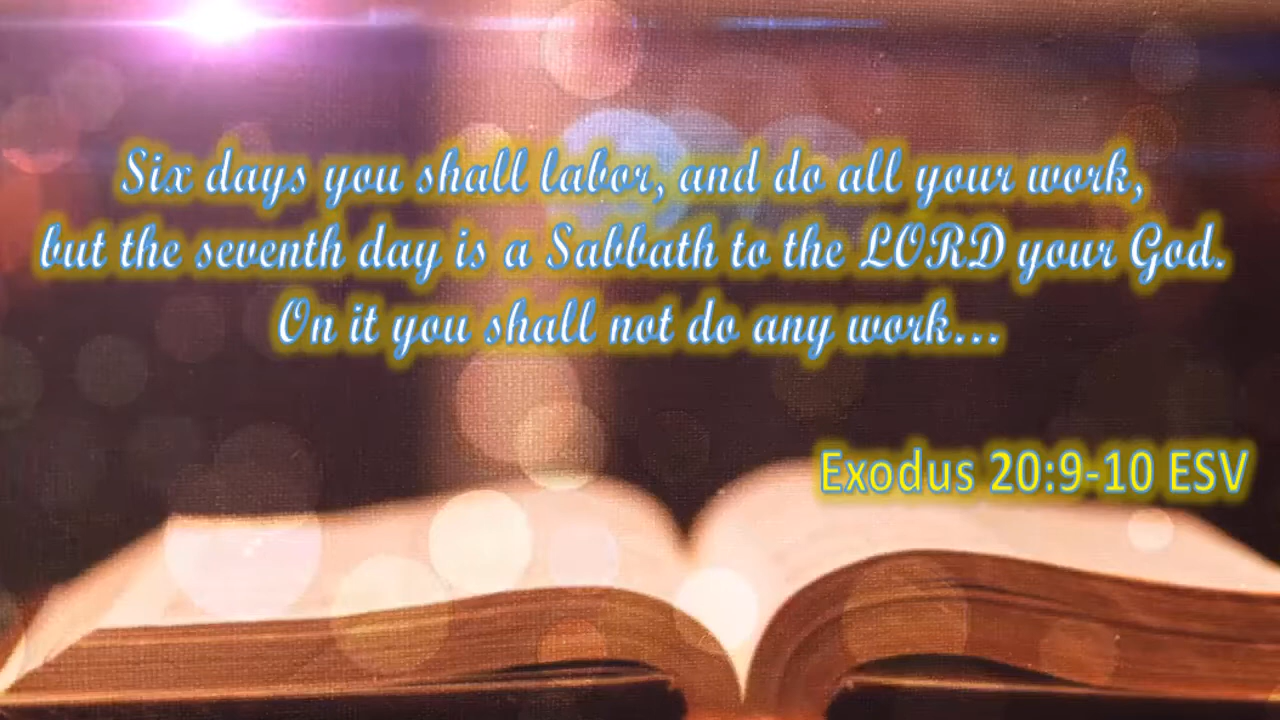 Six days you shall labor, and do all your work,
but the seventh day is a Sabbath to the LORD your God.
On it you shall not do any work...
Exodus 20:9-10 ESV